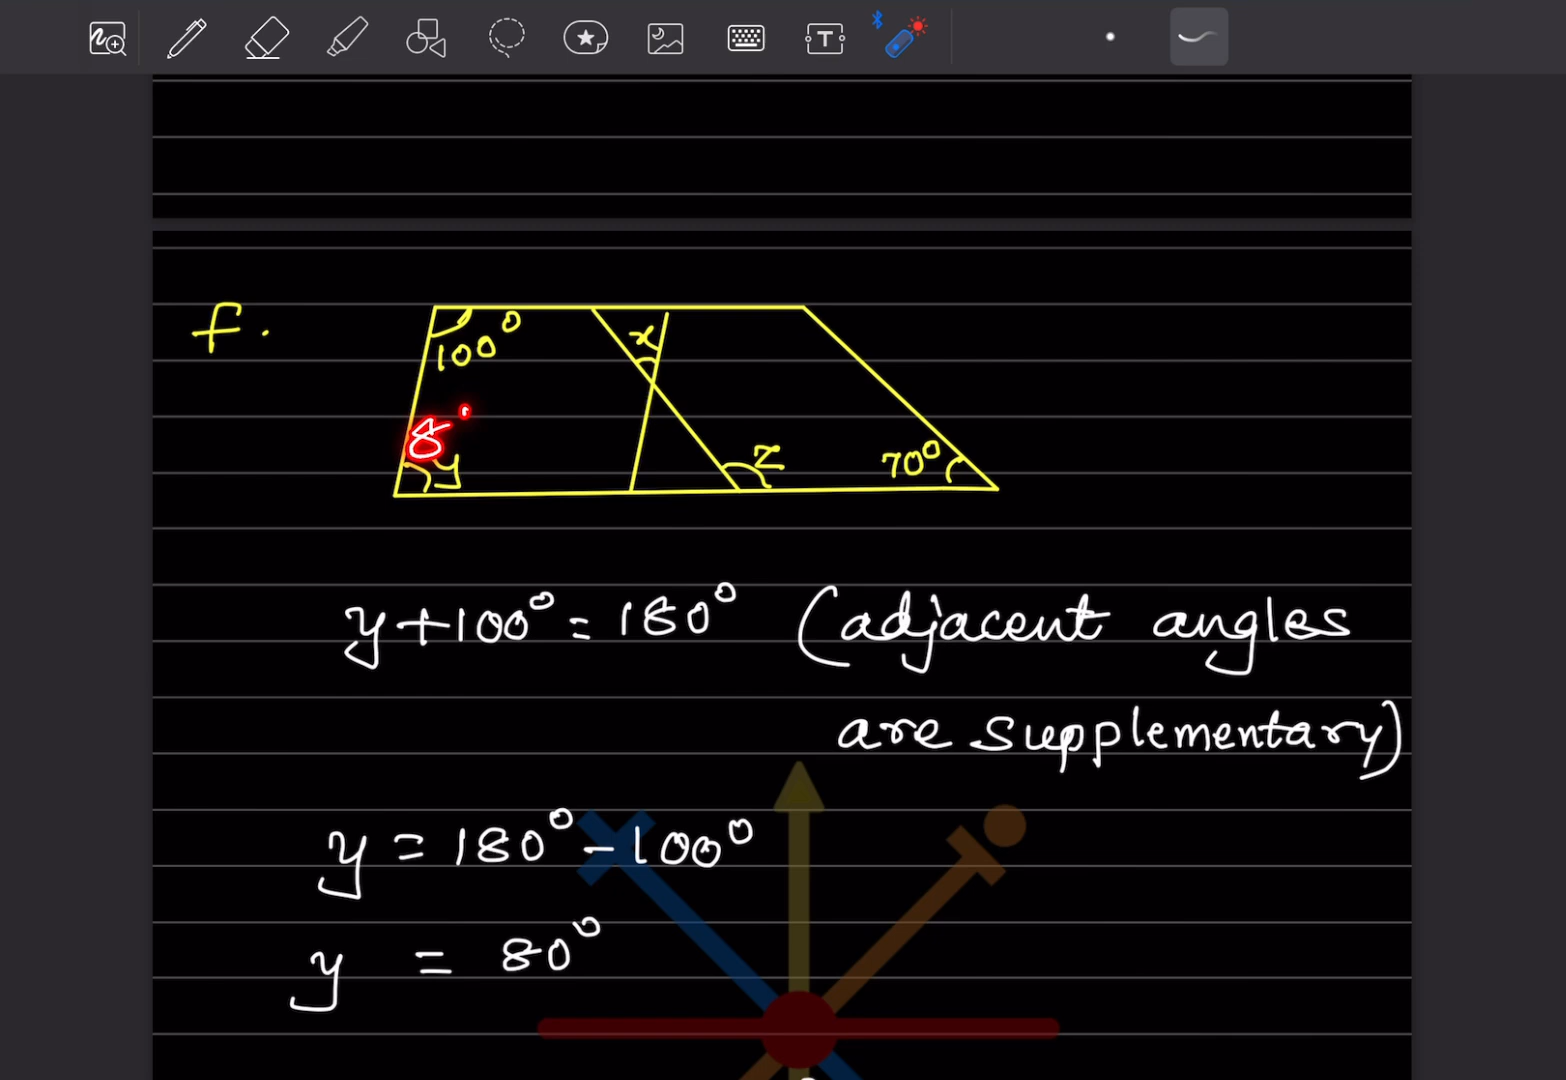 f.
100°
x
8
y
z
70°
y+100° = 180° (adjacent angles
are supplementary)
y = 180° - 100°
y = 80°